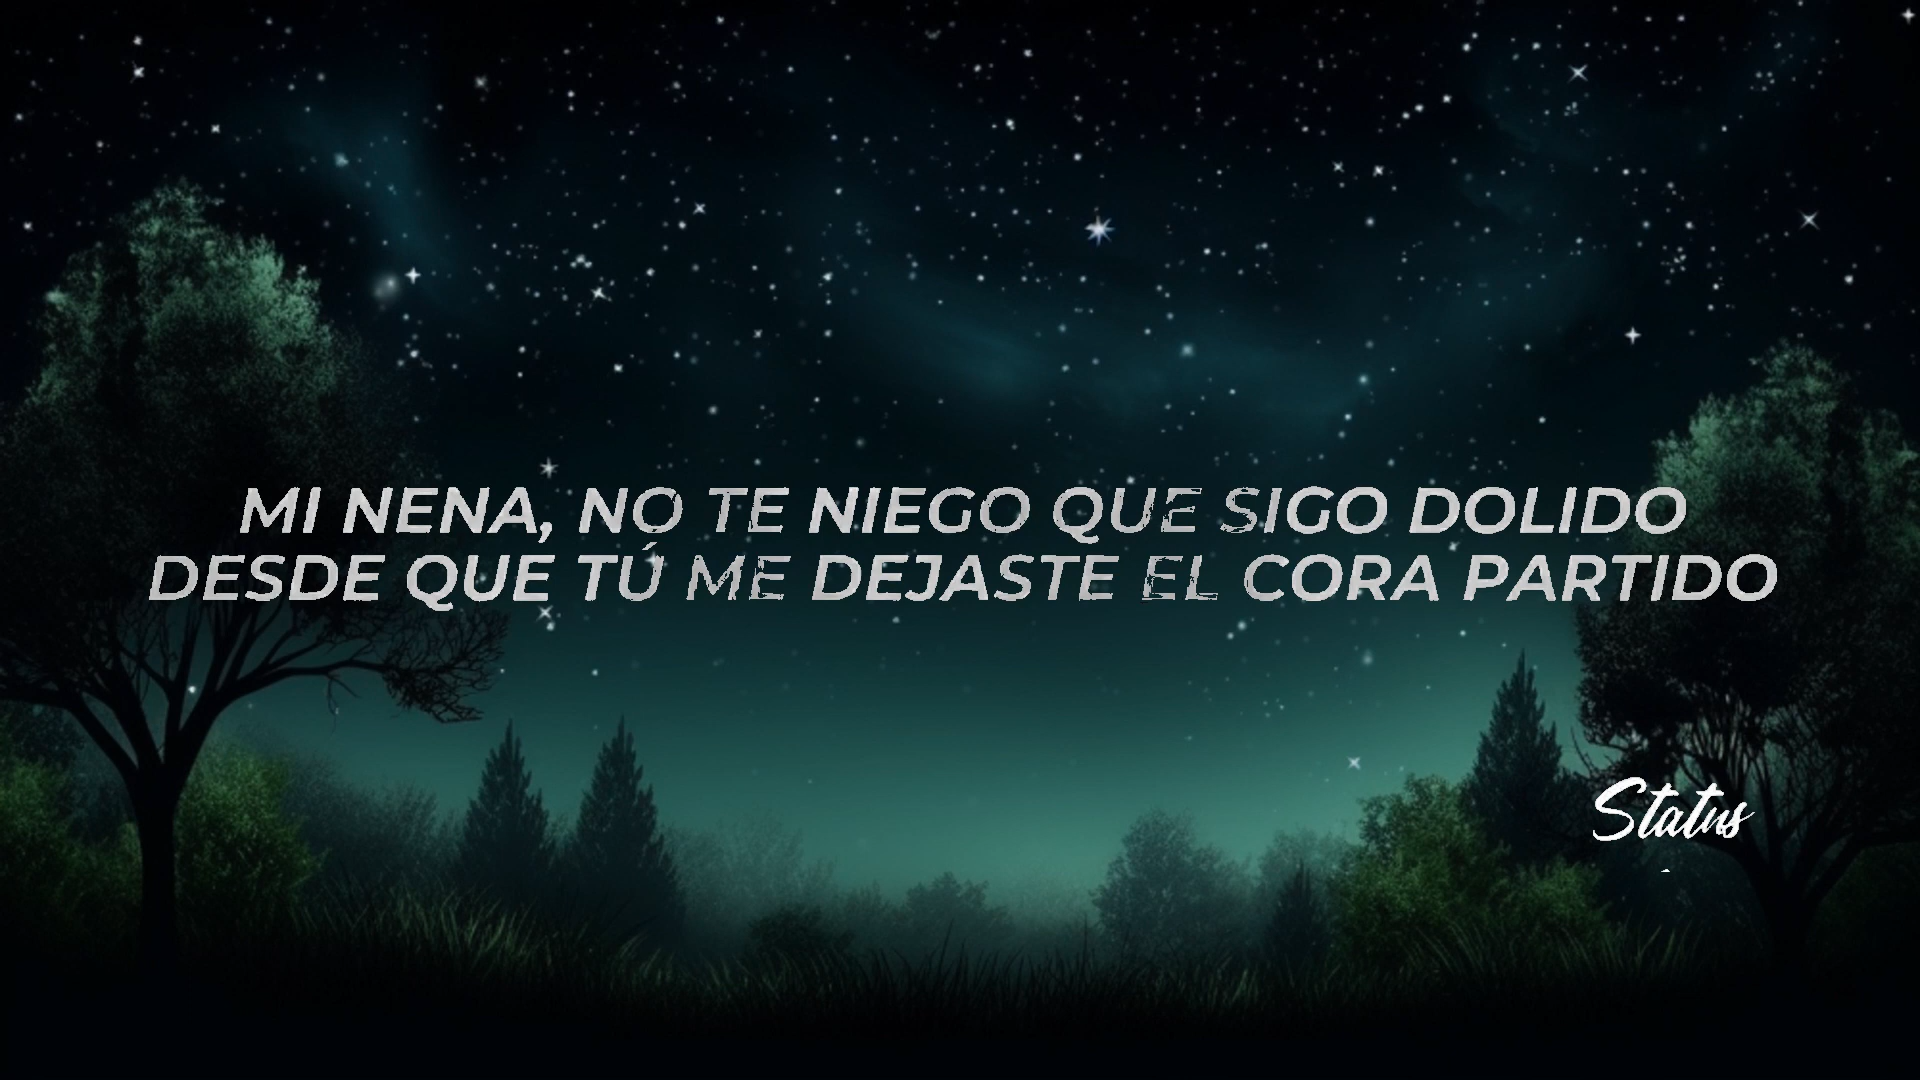 MI NENA, NO TE NIEGO QUE SIGO DOLIDO
DESDE QUE TÚ ME DEJASTE EL CORA PARTIDO
Status